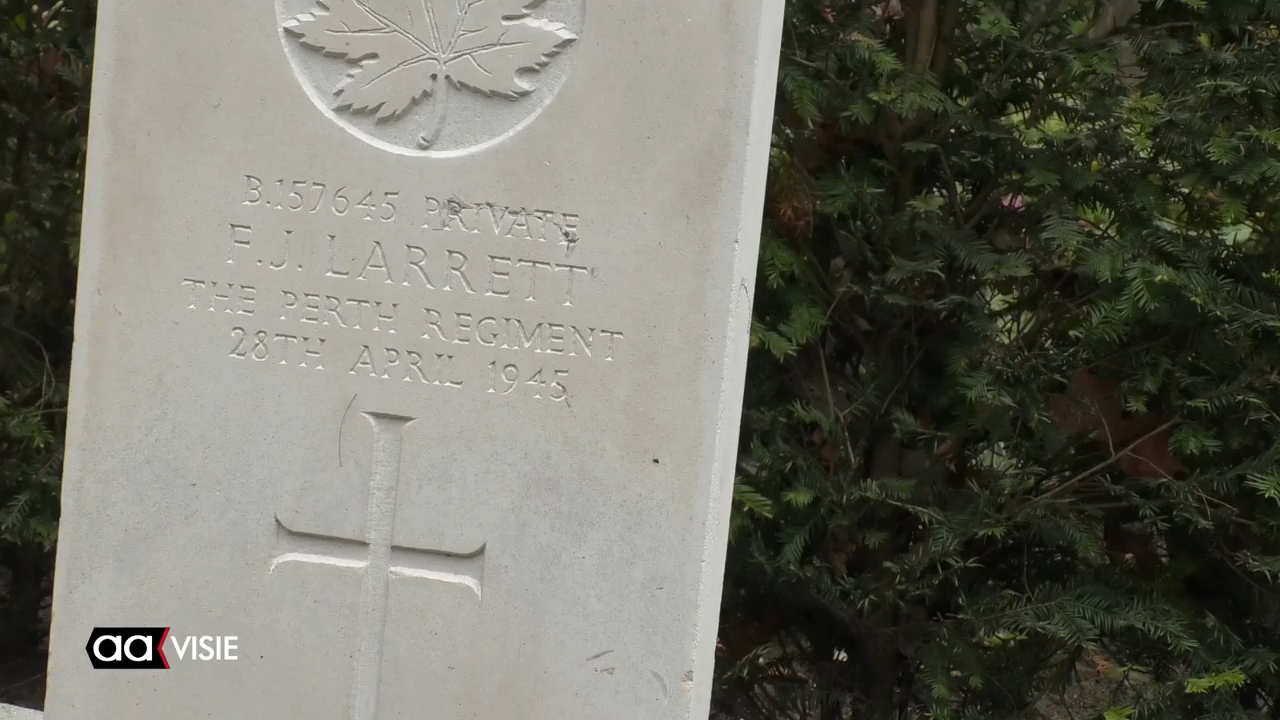 B.157645 PRIVATE
F.J. LARRETT
THE PERTH REGIMENT
28TH APRIL 1945
aa VISIE